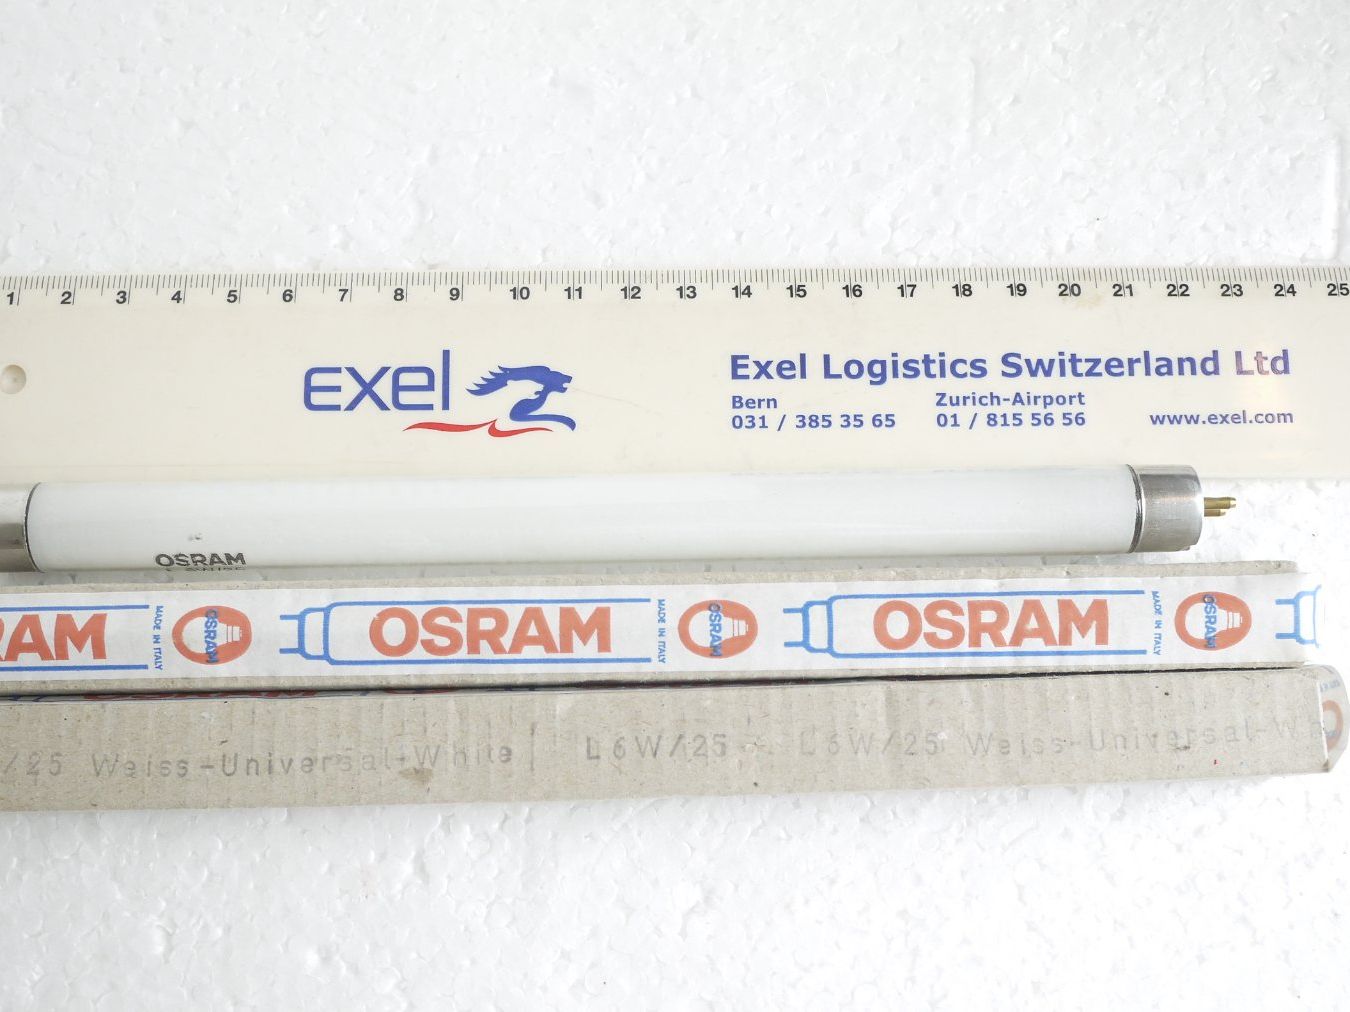 1 2 3 4 5 6 7 8 9 10 11 12 13 14 15 16 17 18 19 20 21 22 23 24 25
exel
Exel Logistics Switzerland Ltd
Bern Zurich-Airport
031 / 385 35 65 01 / 815 56 56 www.exel.com
OSRAM
RAM MADE IN ITALY OSRAM OSRAM MADE IN ITALY OSRAM OSRAM MADE IN ITALY OSRAM
/25 Weiss-Universal-White L6W/25 L6W/25 Weiss-Universal-Wh